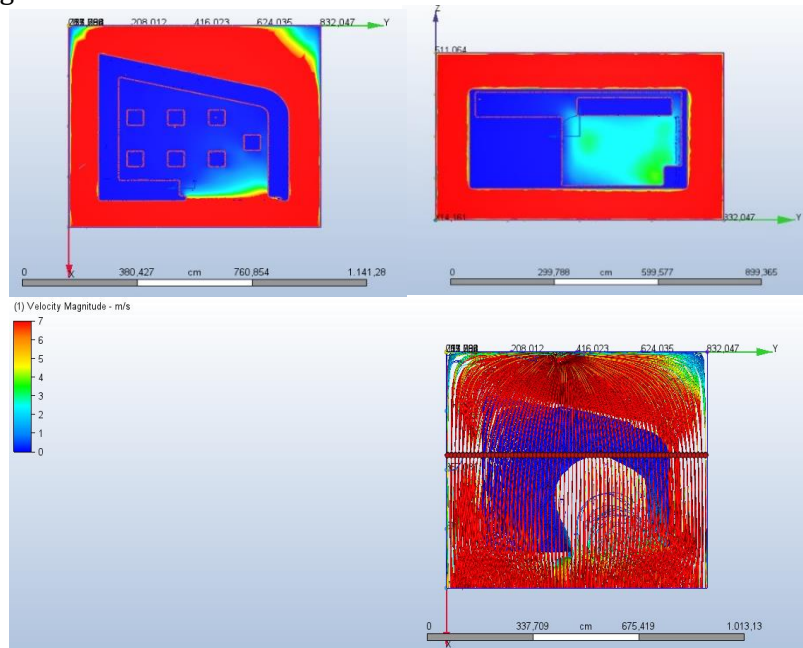 208,012 416,023 624,035 832,047 Y
X
0 380,427 cm 760,854 1.141,28
Z
511,064
332,047 Y
0 299,788 cm 599,577 899,365
(1) Velocity Magnitude - m/s
7
6
5
4
3
2
1
0
208,012 416,023 624,035 832,047 Y
X
0 337,709 cm 675,419 1.013,13